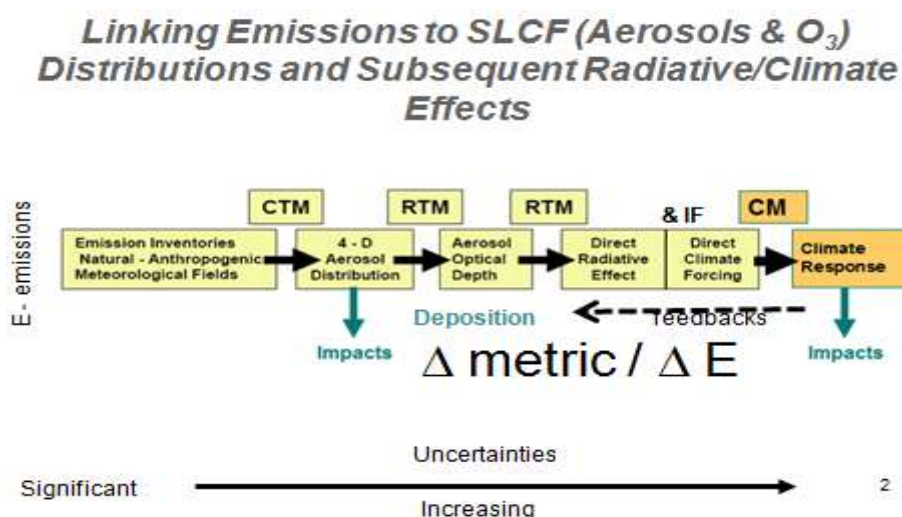 Linking Emissions to SLCF (Aerosols & O₃)
Distributions and Subsequent Radiative/Climate
Effects
E- emissions
CTM
RTM
RTM
& IF
CM
Emission Inventories
Natural - Anthropogenic
Meteorological Fields
4 - D
Aerosol
Distribution
Aerosol
Optical
Depth
Direct
Radiative
Effect
Direct
Climate
Forcing
Climate
Response
Deposition
feedbacks
Impacts
Δ metric / Δ E
Impacts
Uncertainties
Significant
Increasing
2